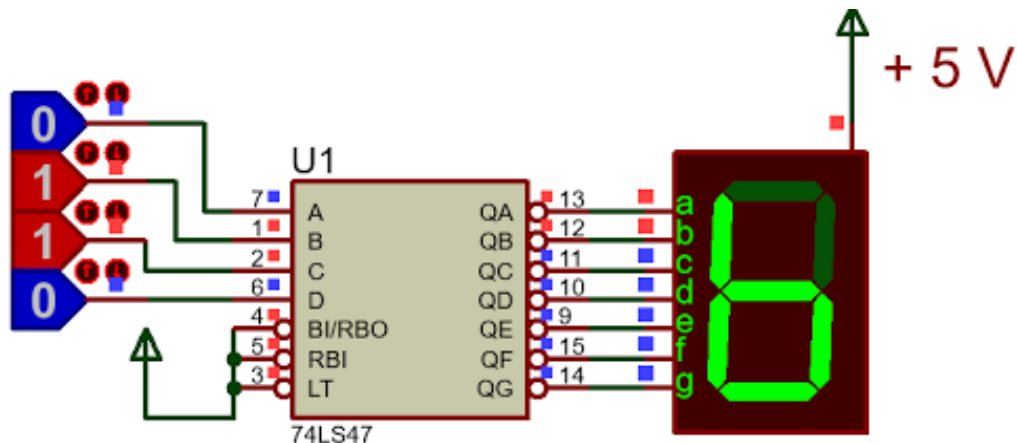 + 5 V
0
1
1
0
U1
7 A QA 13 a
1 B QB 12 b
2 C QC 11 c
6 D QD 10 d
4 BI/RBO QE 9 e
5 RBI QF 15 f
3 LT QG 14 g
74LS47